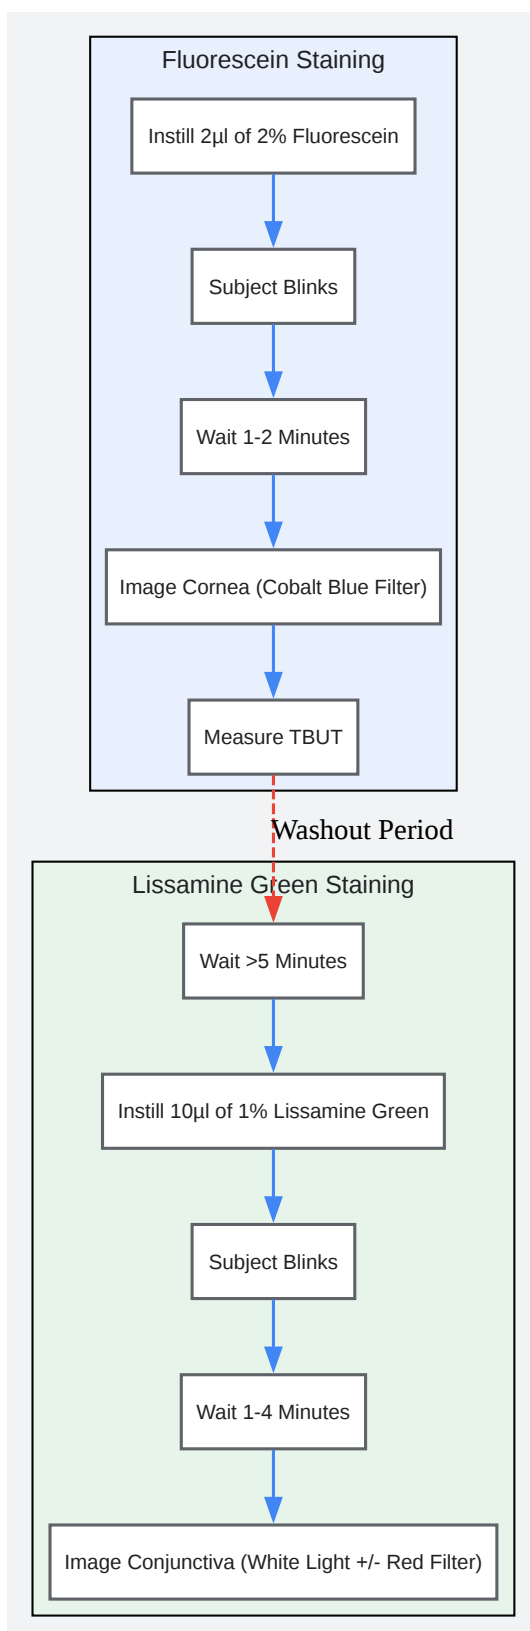 Fluorescein Staining
Instill 2µl of 2% Fluorescein
Subject Blinks
Wait 1-2 Minutes
Image Cornea (Cobalt Blue Filter)
Measure TBUT
Washout Period
Lissamine Green Staining
Wait >5 Minutes
Instill 10µl of 1% Lissamine Green
Subject Blinks
Wait 1-4 Minutes
Image Conjunctiva (White Light +/- Red Filter)